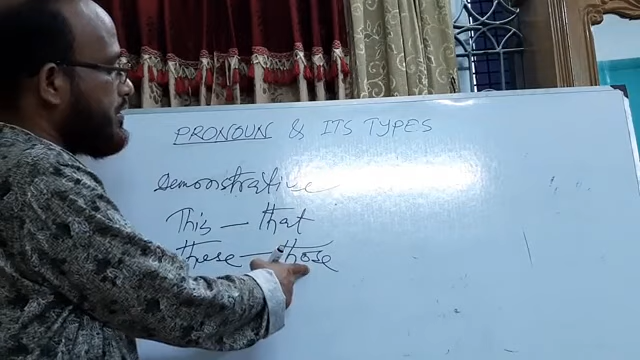 PRONOUN & ITS TYPES
Demonstrative
This — that
these — those